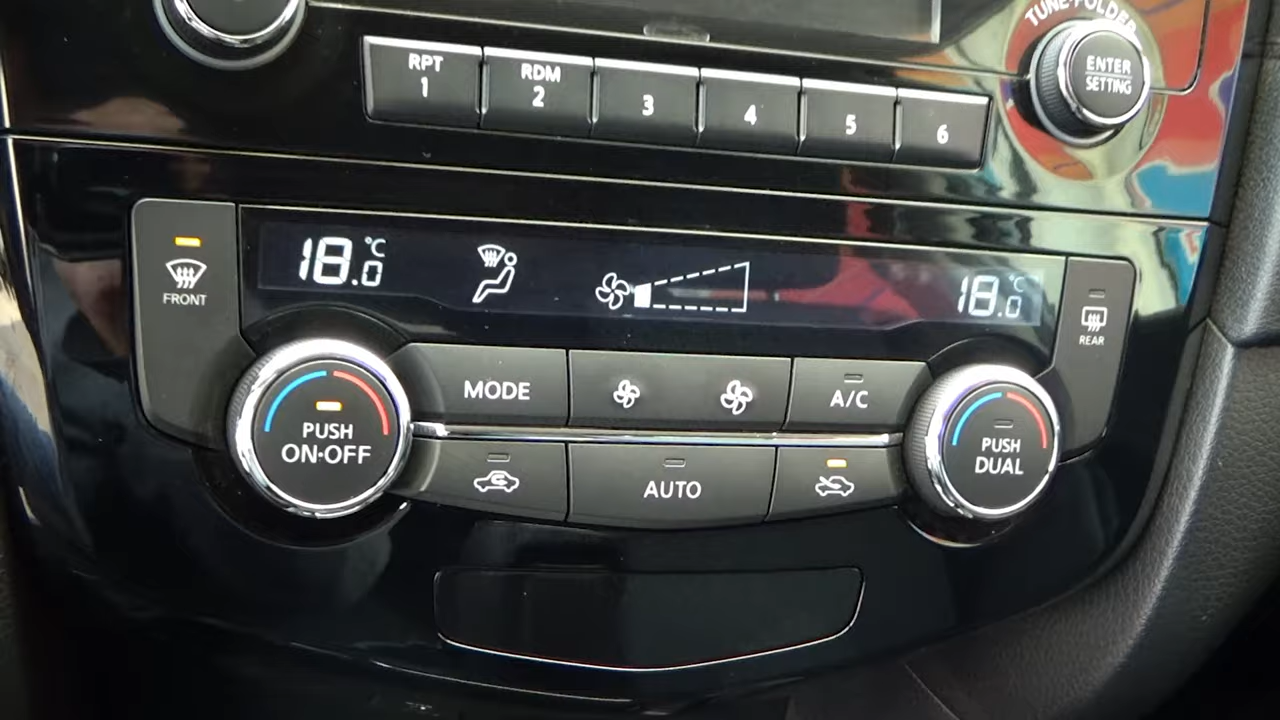 TUNE·FOLDER
ENTER
SETTING
RPT
1
RDM
2
3
4
5
6
18.0 °C
18.0 °C
FRONT
REAR
MODE
A/C
PUSH
ON·OFF
AUTO
PUSH
DUAL